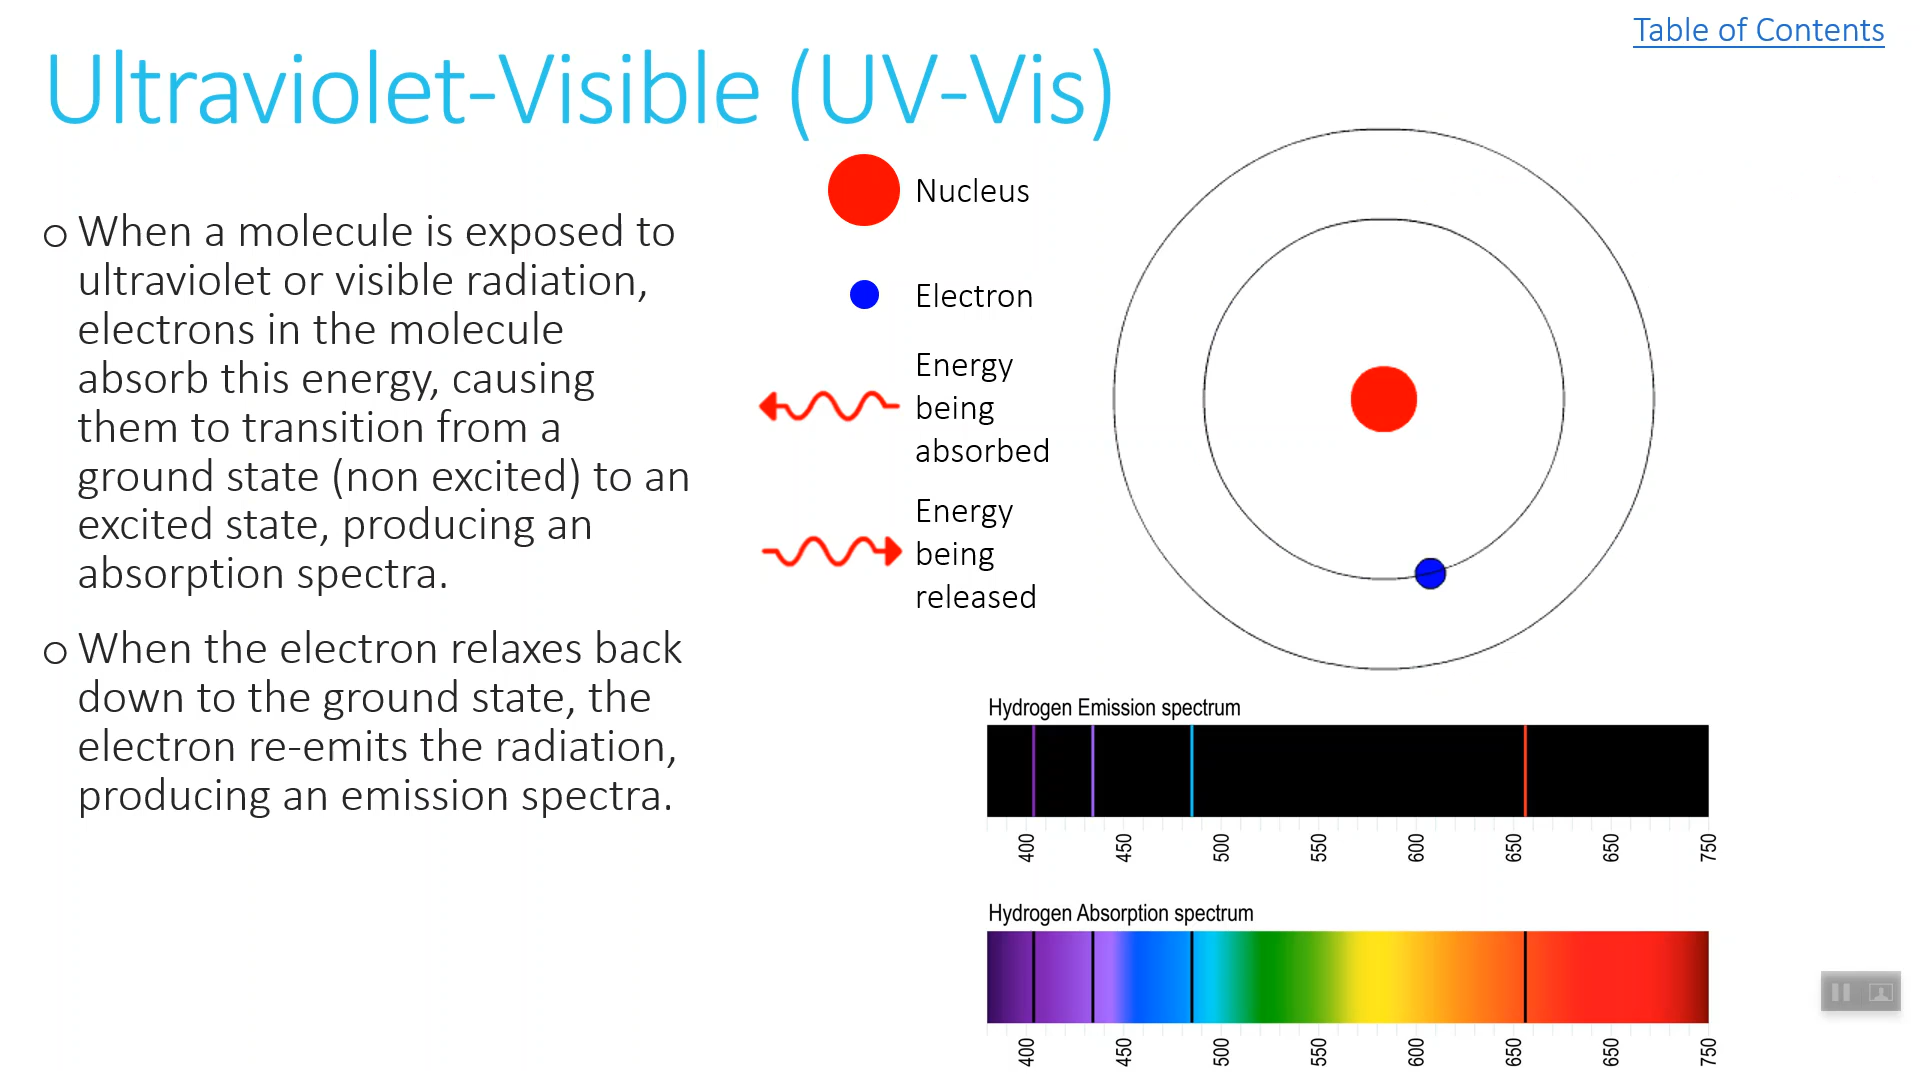 Table of Contents
Ultraviolet-Visible (UV-Vis)
o When a molecule is exposed to
ultraviolet or visible radiation,
electrons in the molecule
absorb this energy, causing
them to transition from a
ground state (non excited) to an
excited state, producing an
absorption spectra.
o When the electron relaxes back
down to the ground state, the
electron re-emits the radiation,
producing an emission spectra.
Nucleus
Electron
Energy
being
absorbed
Energy
being
released
Hydrogen Emission spectrum
400 450 500 550 600 650 650 750
Hydrogen Absorption spectrum
400 450 500 550 600 650 650 750